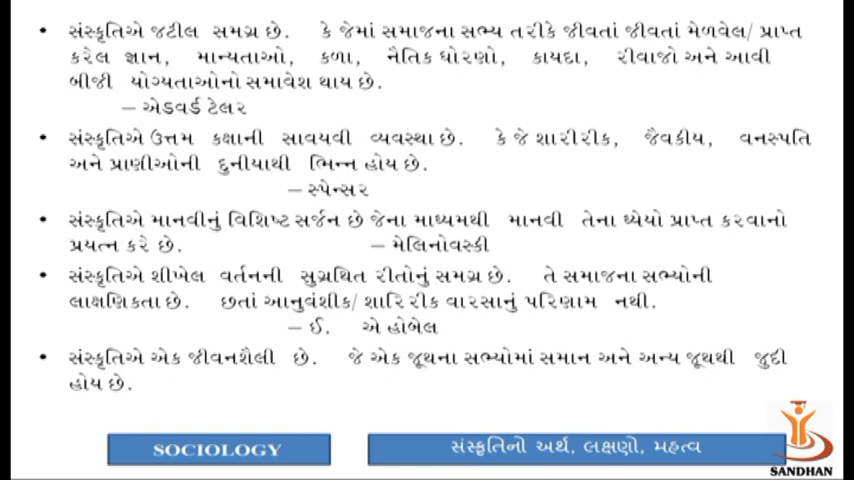 • સંસ્કૃતિએ જટીલ સમગ્ર છે. કે જેમાં સમાજના સભ્ય તરીકે જીવતાં જીવતાં મેળવેલ/ પ્રાપ્ત
કરેલ જ્ઞાન, માન્યતાઓ, કળા, નૈતિક ધોરણો, કાયદા, રીવાજો અને આવી
બીજી યોગ્યતાઓનો સમાવેશ થાય છે.
– એડવર્ડ ટેલર
• સંસ્કૃતિએ ઉત્તમ કક્ષાની સાવયવી વ્યવસ્થા છે. કે જે શારીરીક, જૈવકીય, વનસ્પતિ
અને પ્રાણીઓની દુનીયાથી ભિન્ન હોય છે.
– સ્પેન્સર
• સંસ્કૃતિએ માનવીનું વિશિષ્ટ સર્જન છે જેના માધ્યમથી માનવી તેના ધ્યેયો પ્રાપ્ત કરવાનો
પ્રયત્ન કરે છે. – મેલિનોવસ્કી
• સંસ્કૃતિએ શીખેલ વર્તનની સુગ્રથિત રીતોનું સમગ્ર છે. તે સમાજના સભ્યોની
લાક્ષણિકતા છે. છતાં આનુવંશીક/ શારિરીક વારસાનું પરિણામ નથી.
– ઈ. એ હોબેલ
• સંસ્કૃતિએ એક જીવનશૈલી છે. જે એક જૂથના સભ્યોમાં સમાન અને અન્ય જૂથથી જુદી
હોય છે.
SOCIOLOGY
સંસ્કૃતિનો અર્થ, લક્ષણો, મહત્વ
SANDHAN